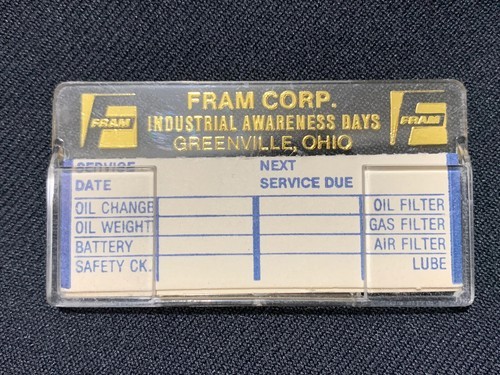 FRAM CORP.
FRAM INDUSTRIAL AWARENESS DAYS FRAM
GREENVILLE, OHIO
SERVICE NEXT
DATE SERVICE DUE
OIL CHANGE OIL FILTER
OIL WEIGHT GAS FILTER
BATTERY AIR FILTER
SAFETY CK. LUBE